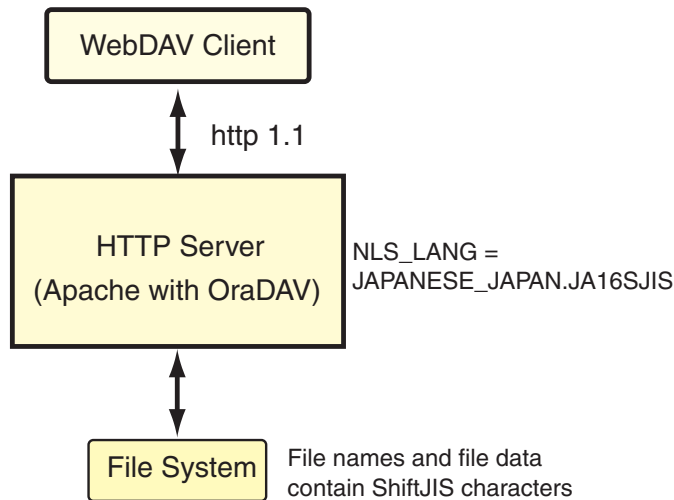 WebDAV Client
http 1.1
HTTP Server
(Apache with OraDAV)
NLS_LANG =
JAPANESE_JAPAN.JA16SJIS
File System
File names and file data
contain ShiftJIS characters